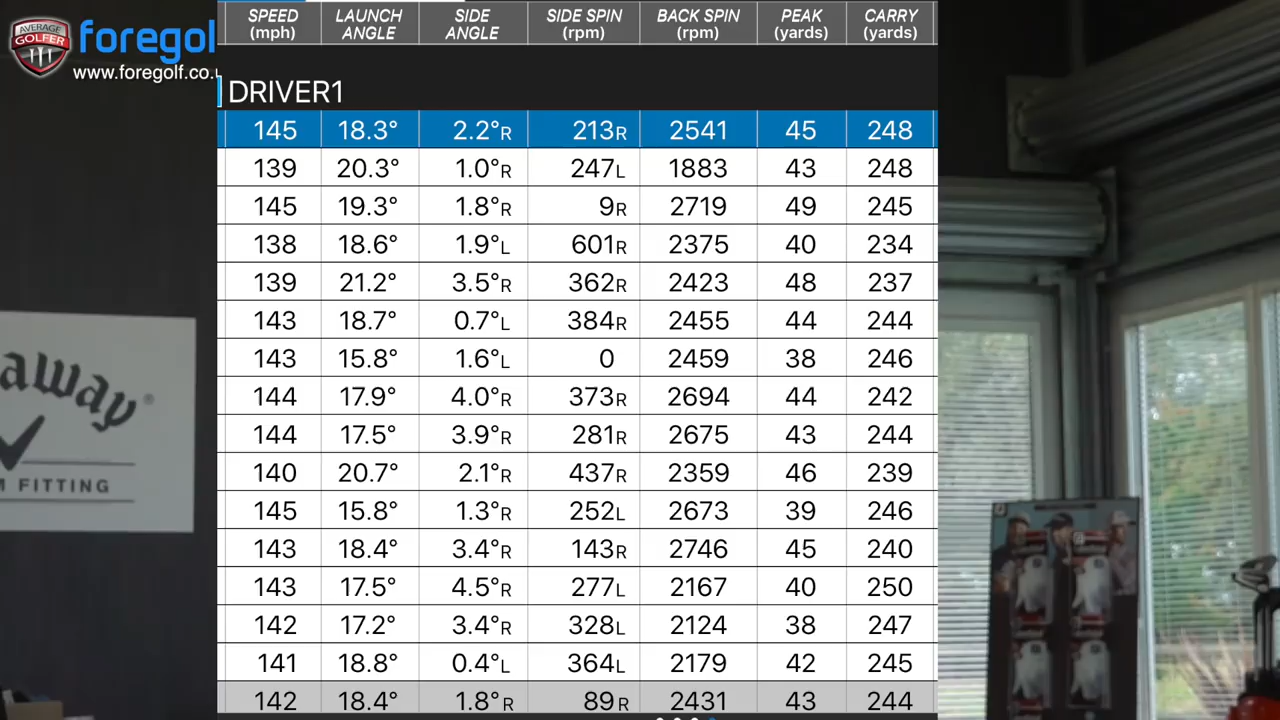 AVERAGE GOLFER
foregol
www.foregolf.co.
SPEED (mph) LAUNCH ANGLE SIDE ANGLE SIDE SPIN (rpm) BACK SPIN (rpm) PEAK (yards) CARRY (yards)
DRIVER1
145 18.3° 2.2°R 213R 2541 45 248
139 20.3° 1.0°R 247L 1883 43 248
145 19.3° 1.8°R 9R 2719 49 245
138 18.6° 1.9°L 601R 2375 40 234
139 21.2° 3.5°R 362R 2423 48 237
143 18.7° 0.7°L 384R 2455 44 244
143 15.8° 1.6°L 0 2459 38 246
144 17.9° 4.0°R 373R 2694 44 242
144 17.5° 3.9°R 281R 2675 43 244
140 20.7° 2.1°R 437R 2359 46 239
145 15.8° 1.3°R 252L 2673 39 246
143 18.4° 3.4°R 143R 2746 45 240
143 17.5° 4.5°R 277L 2167 40 250
142 17.2° 3.4°R 328L 2124 38 247
141 18.8° 0.4°L 364L 2179 42 245
142 18.4° 1.8°R 89R 2431 43 244
away®
M FITTING